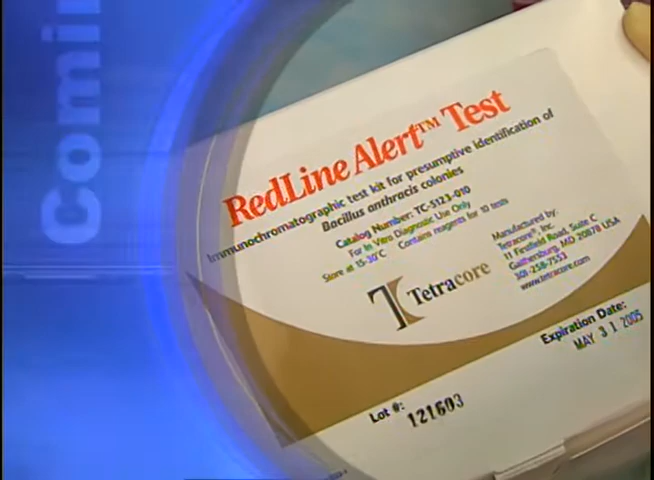 Comin
RedLine Alert™ Test
Immunochromatographic test kit for presumptive identification of
Bacillus anthracis colonies
Catalog Number: TC-5123-010
For In Vitro Diagnostic Use Only
Store at 15-30°C Contains reagents for 10 tests
Manufactured by:
Tetracore®, Inc.
11 Firstfield Road, Suite C
Gaithersburg, MD 20878 USA
301-258-7553
www.tetracore.com
Tetracore
Expiration Date:
MAY 31 2005
Lot #:
121603